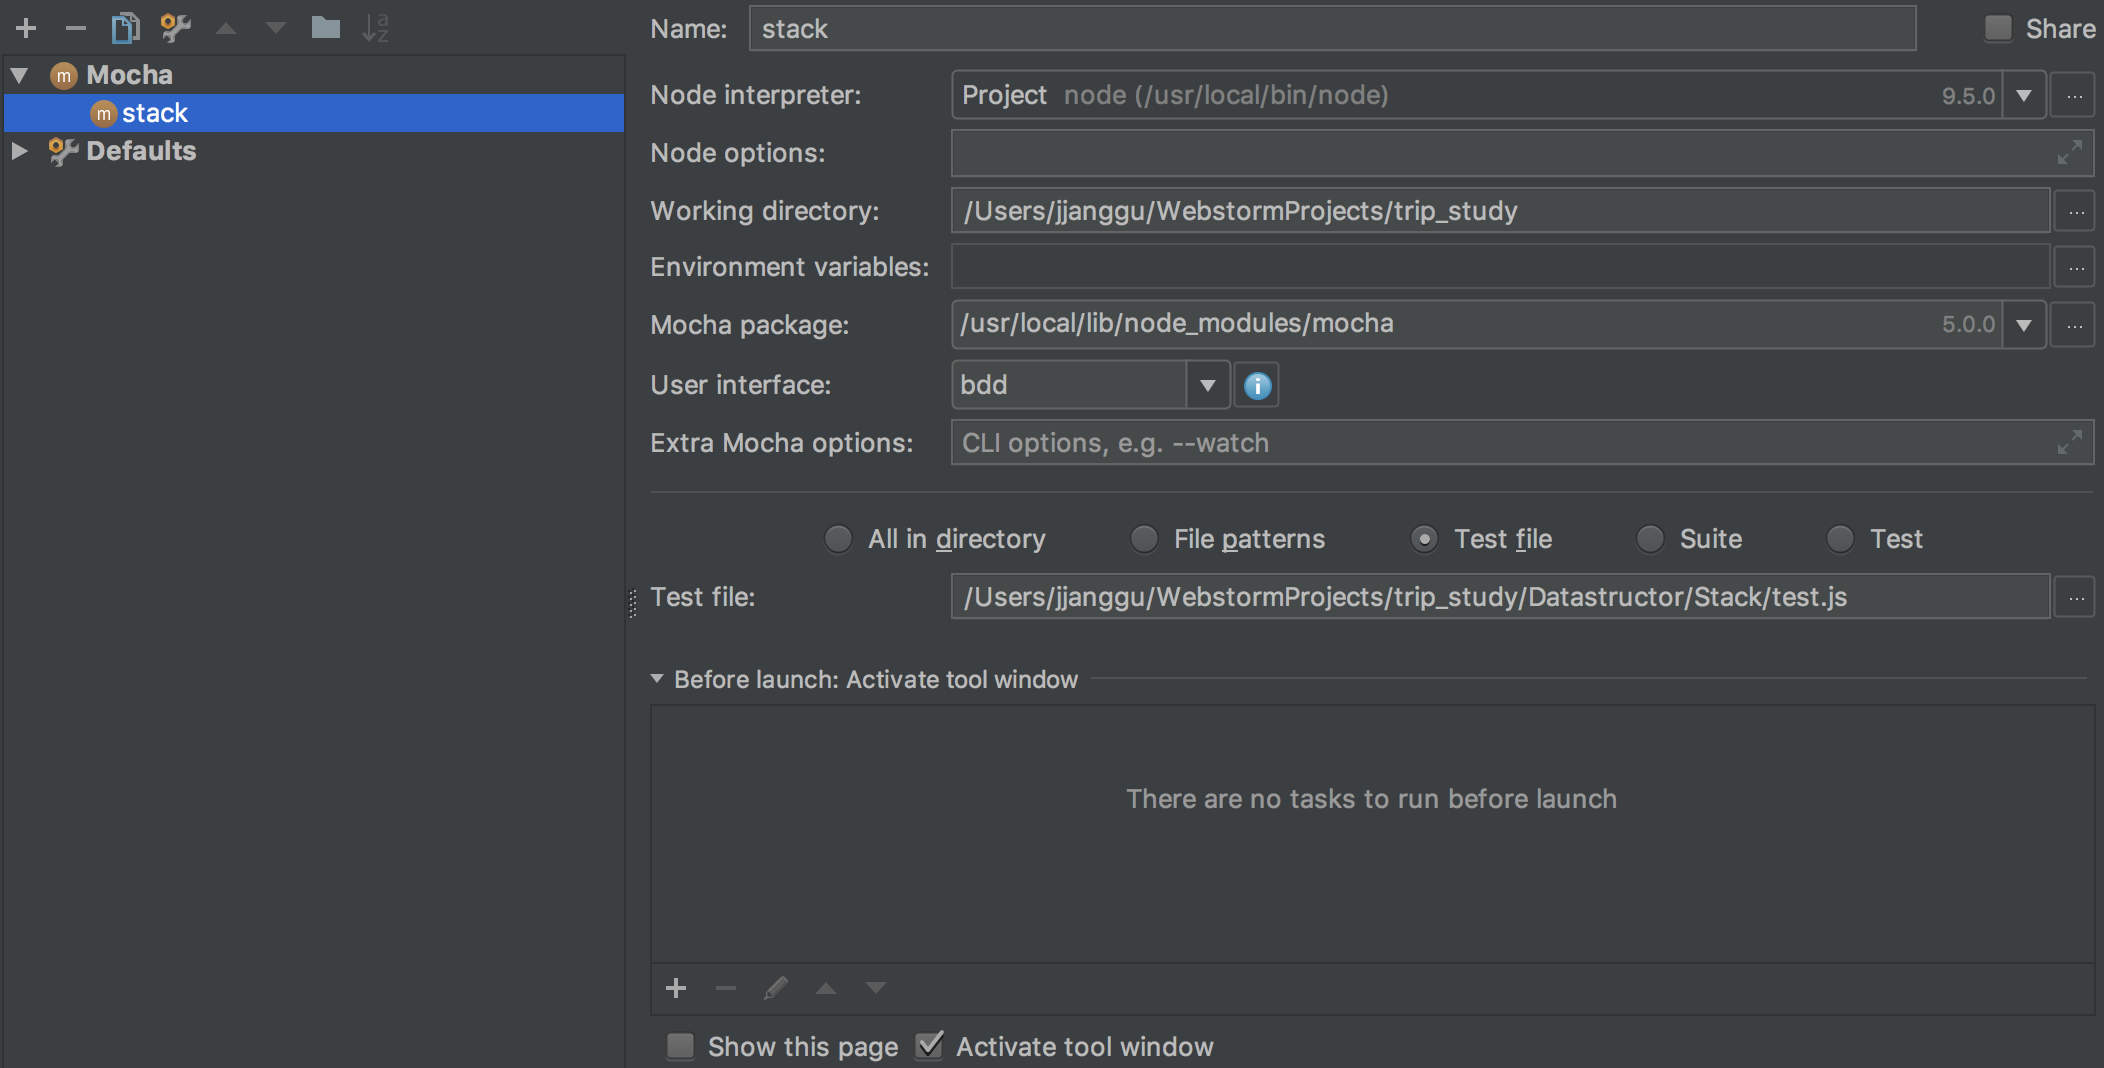 Name: stack Share
Mocha
stack
Defaults
Node interpreter: Project node (/usr/local/bin/node) 9.5.0 ...
Node options:
Working directory: /Users/jjanggu/WebstormProjects/trip_study ...
Environment variables: ...
Mocha package: /usr/local/lib/node_modules/mocha 5.0.0 ...
User interface: bdd
Extra Mocha options: CLI options, e.g. --watch
All in directory File patterns Test file Suite Test
Test file: /Users/jjanggu/WebstormProjects/trip_study/Datastructor/Stack/test.js ...
Before launch: Activate tool window
There are no tasks to run before launch
Show this page Activate tool window